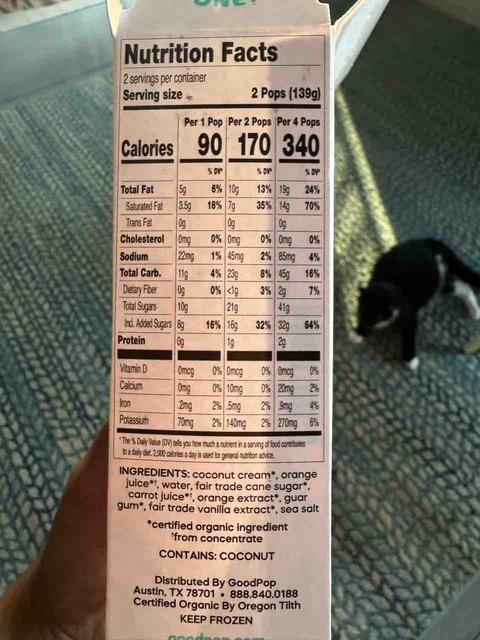 ONE!
Nutrition Facts
2 servings per container
Serving size 2 Pops (139g)
Per 1 Pop Per 2 Pops Per 4 Pops
Calories 90 170 340
% DV* % DV* % DV*
Total Fat 5g 6% 10g 13% 19g 24%
Saturated Fat 3.5g 18% 7g 35% 14g 70%
Trans Fat 0g 0g 0g
Cholesterol 0mg 0% 0mg 0% 0mg 0%
Sodium 22mg 1% 45mg 2% 85mg 4%
Total Carb. 11g 4% 23g 8% 45g 16%
Dietary Fiber 0g 0% <1g 3% 2g 7%
Total Sugars 10g 21g 41g
Incl. Added Sugars 8g 16% 16g 32% 32g 64%
Protein 0g 1g 2g
Vitamin D 0mcg 0% 0mcg 0% 0mcg 0%
Calcium 0mg 0% 10mg 0% 20mg 2%
Iron .2mg 2% .5mg 2% .9mg 4%
Potassium 70mg 2% 140mg 2% 270mg 6%
*The % Daily Value (DV) tells you how much a nutrient in a serving of food contributes
to a daily diet. 2,000 calories a day is used for general nutrition advice.
INGREDIENTS: coconut cream*, orange
juice*†, water, fair trade cane sugar*,
carrot juice*†, orange extract*, guar
gum*, fair trade vanilla extract*, sea salt
*certified organic ingredient
†from concentrate
CONTAINS: COCONUT
Distributed By GoodPop
Austin, TX 78701 • 888.840.0188
Certified Organic By Oregon Tilth
KEEP FROZEN
goodpop.com